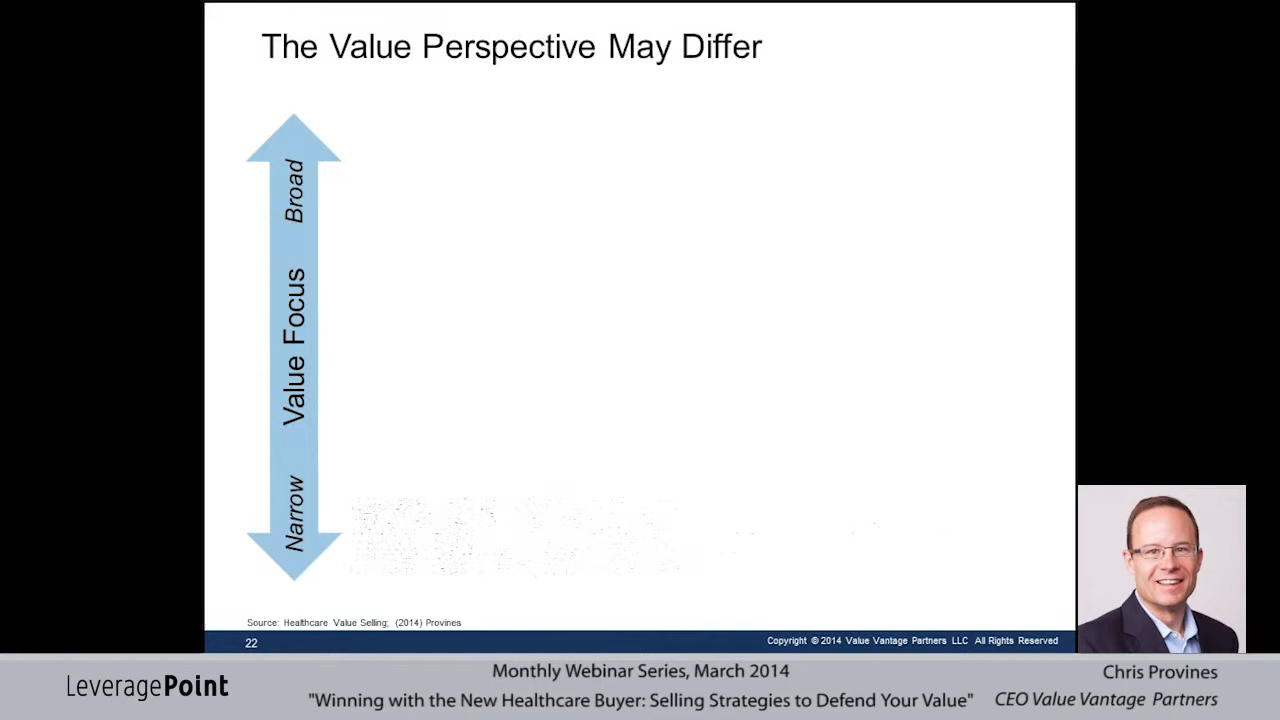 The Value Perspective May Differ
Broad
Value Focus
Narrow
Source: Healthcare Value Selling; (2014) Provines
22
Copyright © 2014 Value Vantage Partners LLC All Rights Reserved
LeveragePoint
Monthly Webinar Series, March 2014
"Winning with the New Healthcare Buyer: Selling Strategies to Defend Your Value"
Chris Provines
CEO Value Vantage Partners